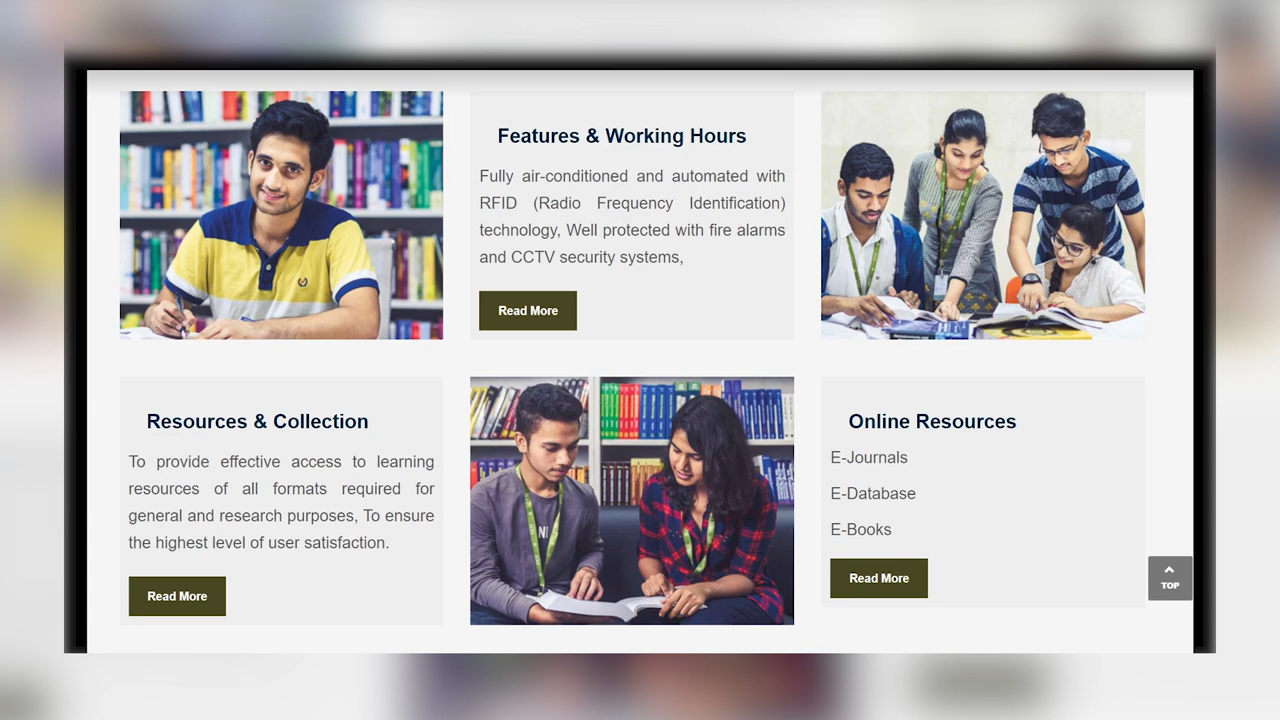 Features & Working Hours
Fully air-conditioned and automated with
RFID (Radio Frequency Identification)
technology, Well protected with fire alarms
and CCTV security systems,
Read More
Resources & Collection
To provide effective access to learning
resources of all formats required for
general and research purposes, To ensure
the highest level of user satisfaction.
Read More
Online Resources
E-Journals
E-Database
E-Books
Read More
TOP